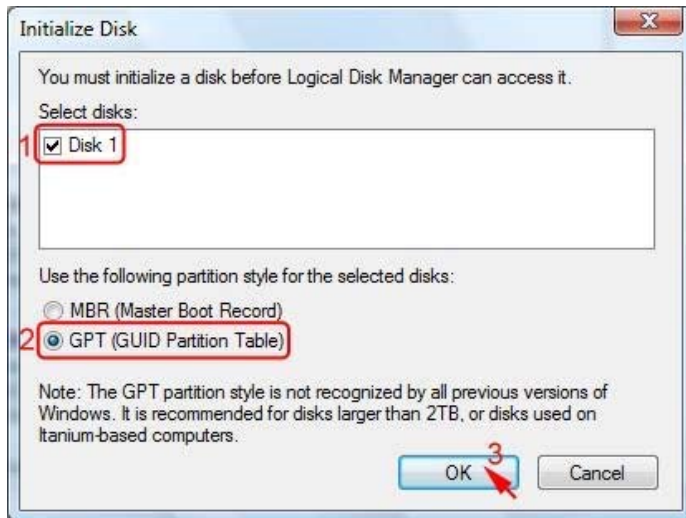 Initialize Disk
You must initialize a disk before Logical Disk Manager can access it.
Select disks:
1 Disk 1
Use the following partition style for the selected disks:
MBR (Master Boot Record)
2 GPT (GUID Partition Table)
Note: The GPT partition style is not recognized by all previous versions of
Windows. It is recommended for disks larger than 2TB, or disks used on
Itanium-based computers.
3
OK Cancel